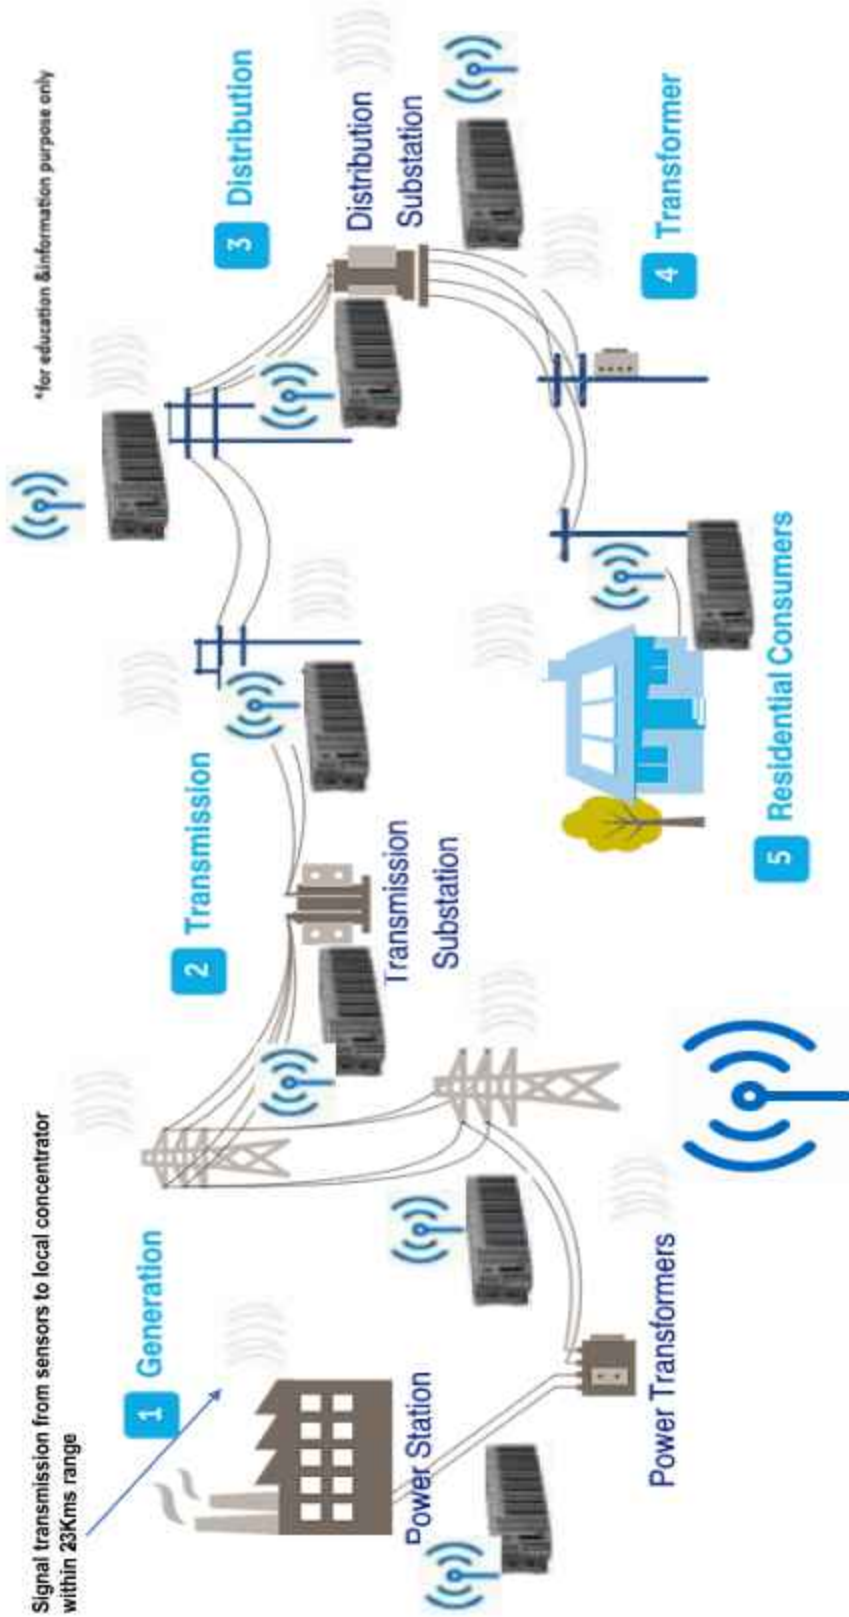 Signal transmission from sensors to local concentrator
within 23Kms range
*for education &information purpose only
1 Generation
Power Station
Power Transformers
2 Transmission
Transmission
Substation
3 Distribution
Distribution
Substation
4 Transformer
5 Residential Consumers